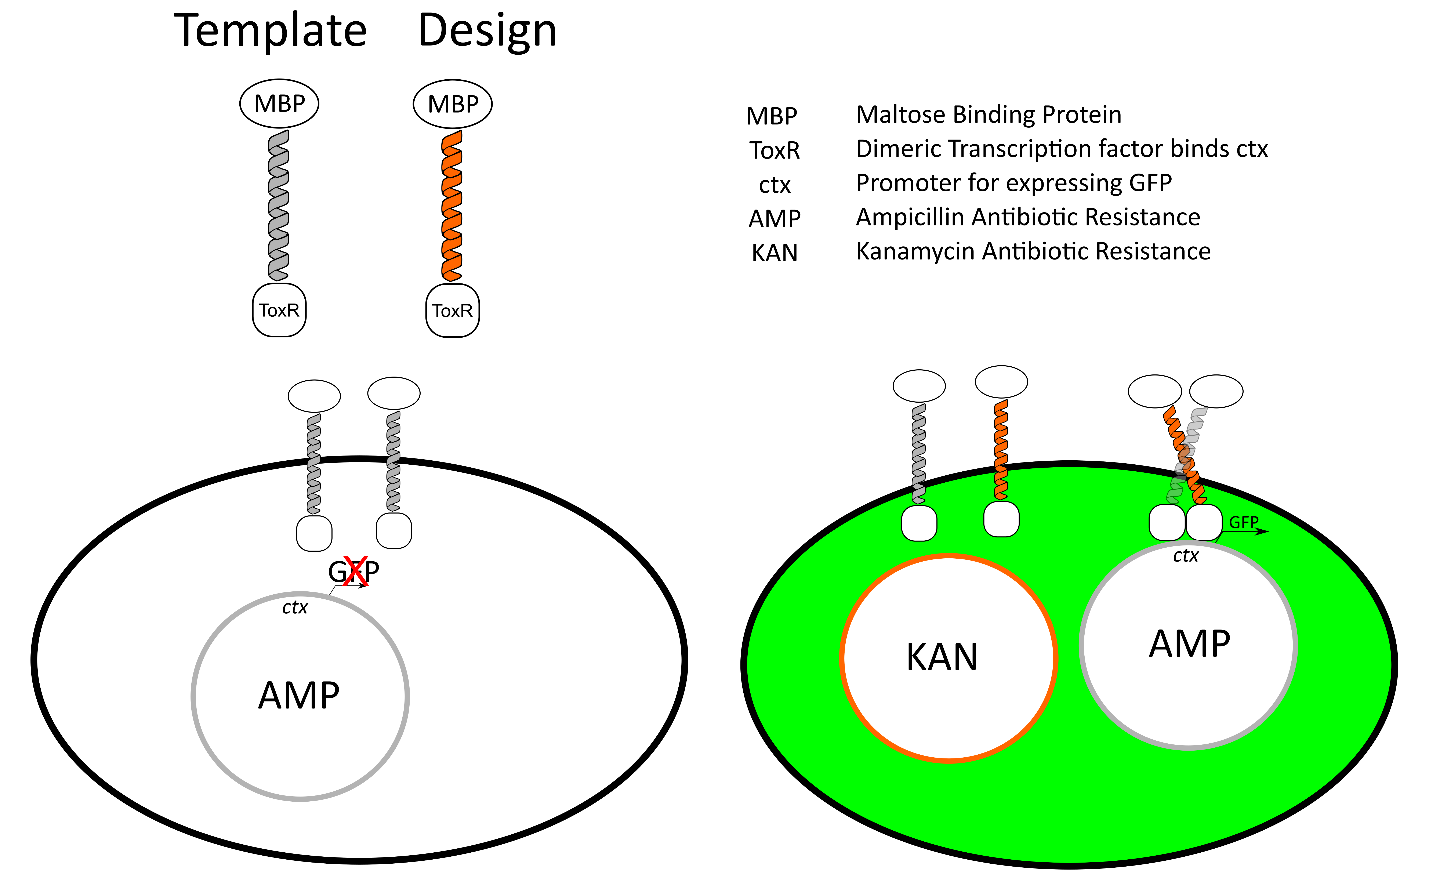 Template Design
MBP MBP
ToxR ToxR
MBP Maltose Binding Protein
ToxR Dimeric Transcription factor binds ctx
ctx Promoter for expressing GFP
AMP Ampicillin Antibiotic Resistance
KAN Kanamycin Antibiotic Resistance
GFP
ctx
AMP
GFP
ctx
KAN
AMP